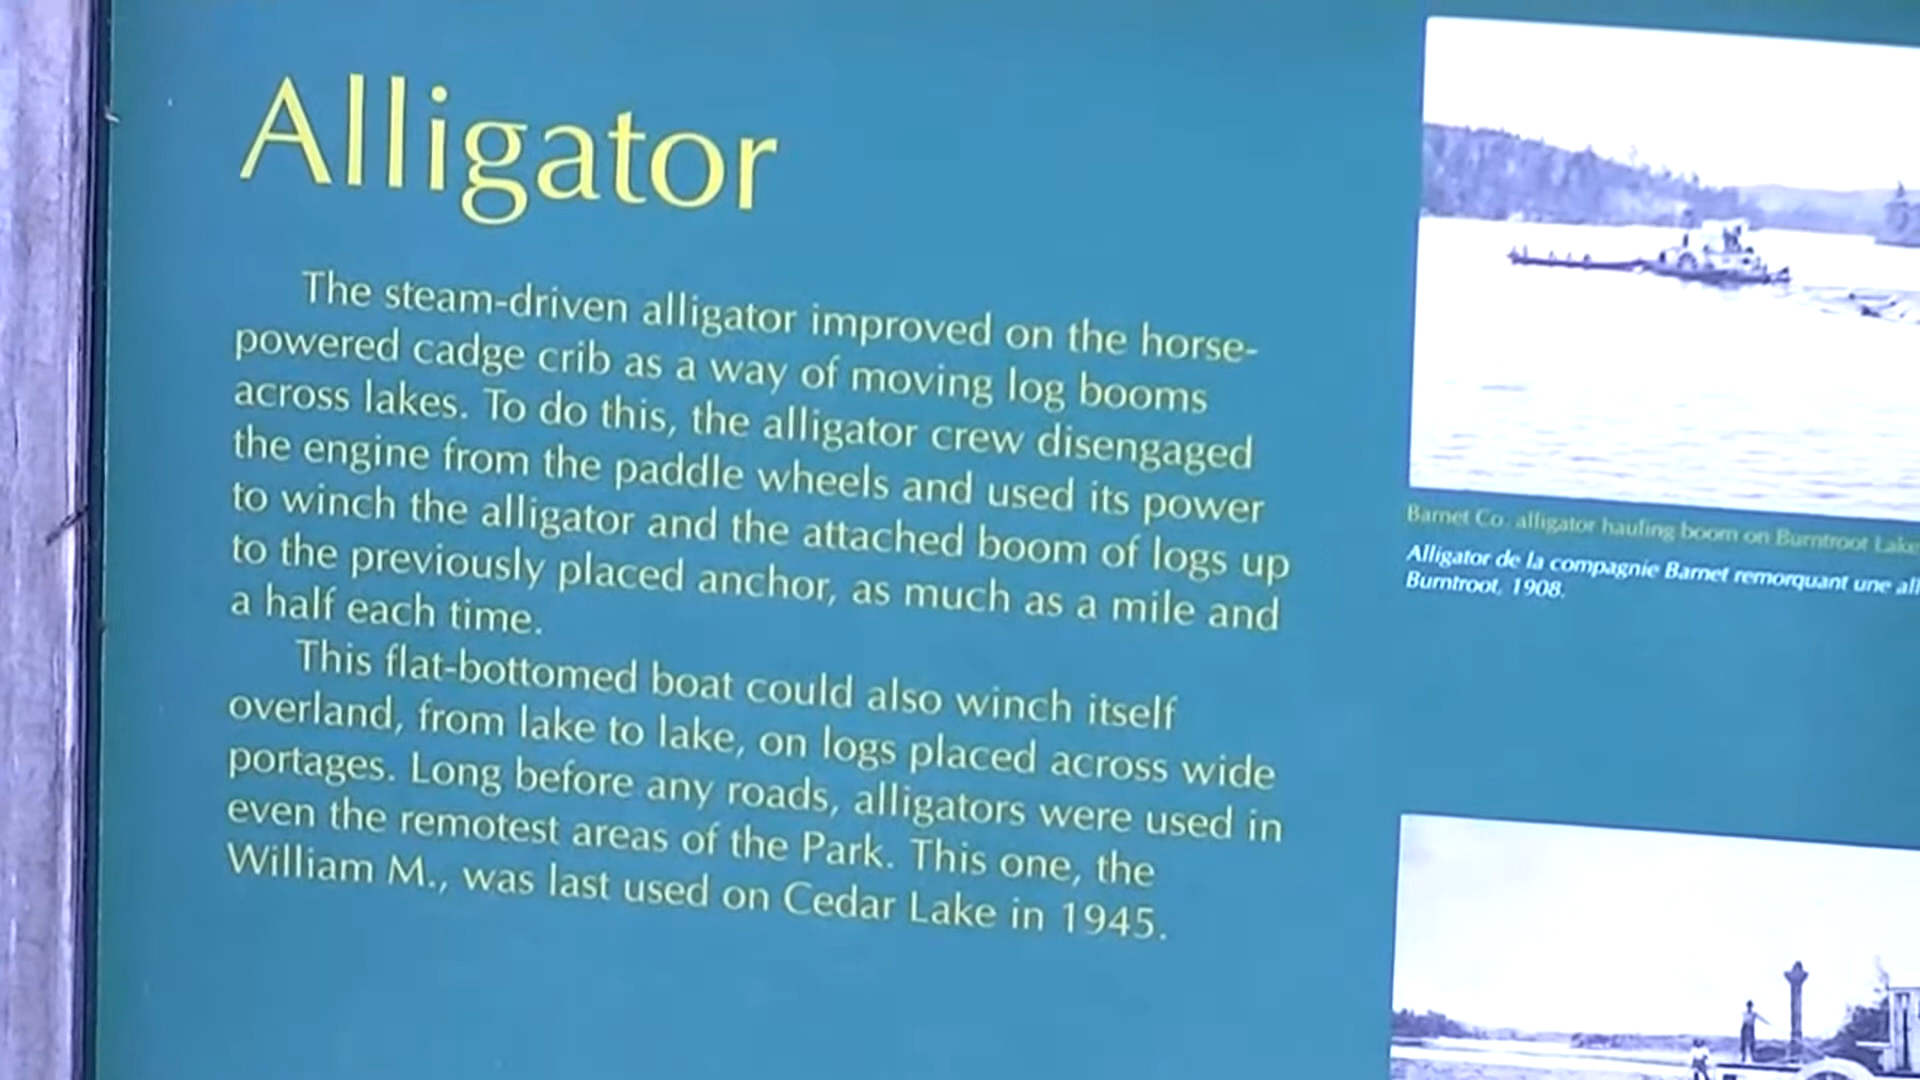 Alligator
The steam-driven alligator improved on the horse-
powered cadge crib as a way of moving log booms
across lakes. To do this, the alligator crew disengaged
the engine from the paddle wheels and used its power
to winch the alligator and the attached boom of logs up
to the previously placed anchor, as much as a mile and
a half each time.
This flat-bottomed boat could also winch itself
overland, from lake to lake, on logs placed across wide
portages. Long before any roads, alligators were used in
even the remotest areas of the Park. This one, the
William M., was last used on Cedar Lake in 1945.
Barnet Co. alligator hauling boom on Burntroot Lake
Alligator de la compagnie Barnet remorquant une
Burntroot, 1908.